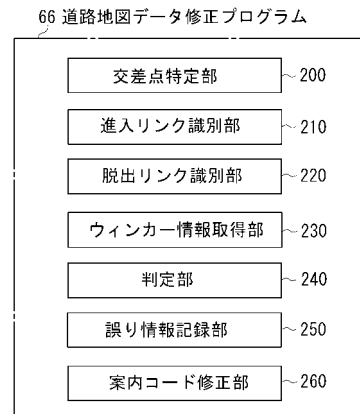 66 道路地図データ修正プログラム
交差点特定部 200
進入リンク識別部 210
脱出リンク識別部 220
ウィンカー情報取得部 230
判定部 240
誤り情報記録部 250
案内コード修正部 260